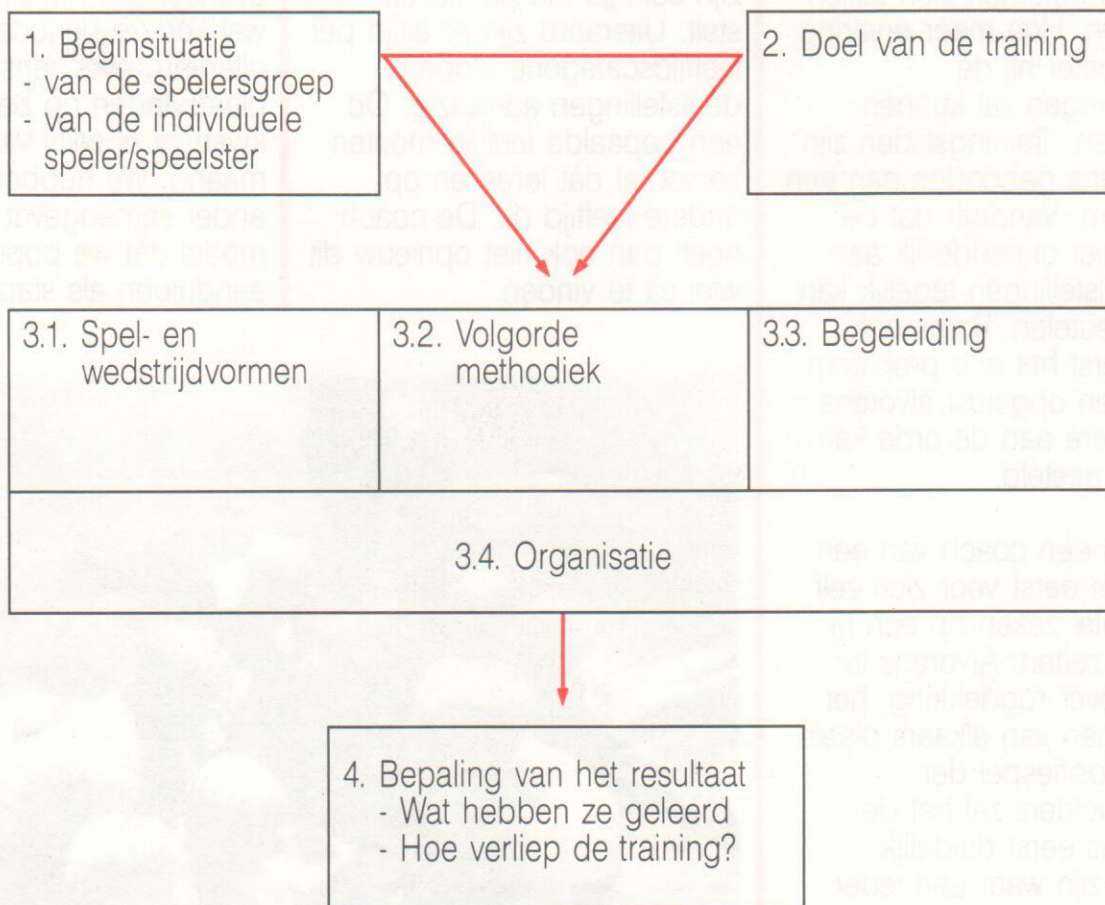 1. Beginsituatie
- van de spelersgroep
- van de individuele
speler/speelster
2. Doel van de training
3.1. Spel- en
wedstrijdvormen
3.2. Volgorde
methodiek
3.3. Begeleiding
3.4. Organisatie
4. Bepaling van het resultaat
- Wat hebben ze geleerd
- Hoe verliep de training?